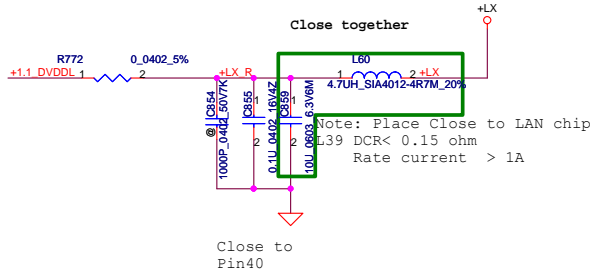 +LX
Close together
R772
0_0402_5%
L60
+1.1_DVDDL
1
2
+LX_R
1
2
+LX
4.7UH_SIA4012-4R7M_20%
@
C854
1000P_0402_50V7K
C855
0.1U_0402_16V4Z
1
2
C859
10U_0603_6.3V6M
1
2
Note: Place Close to LAN chip
L39 DCR< 0.15 ohm
Rate current > 1A
Close to
Pin40